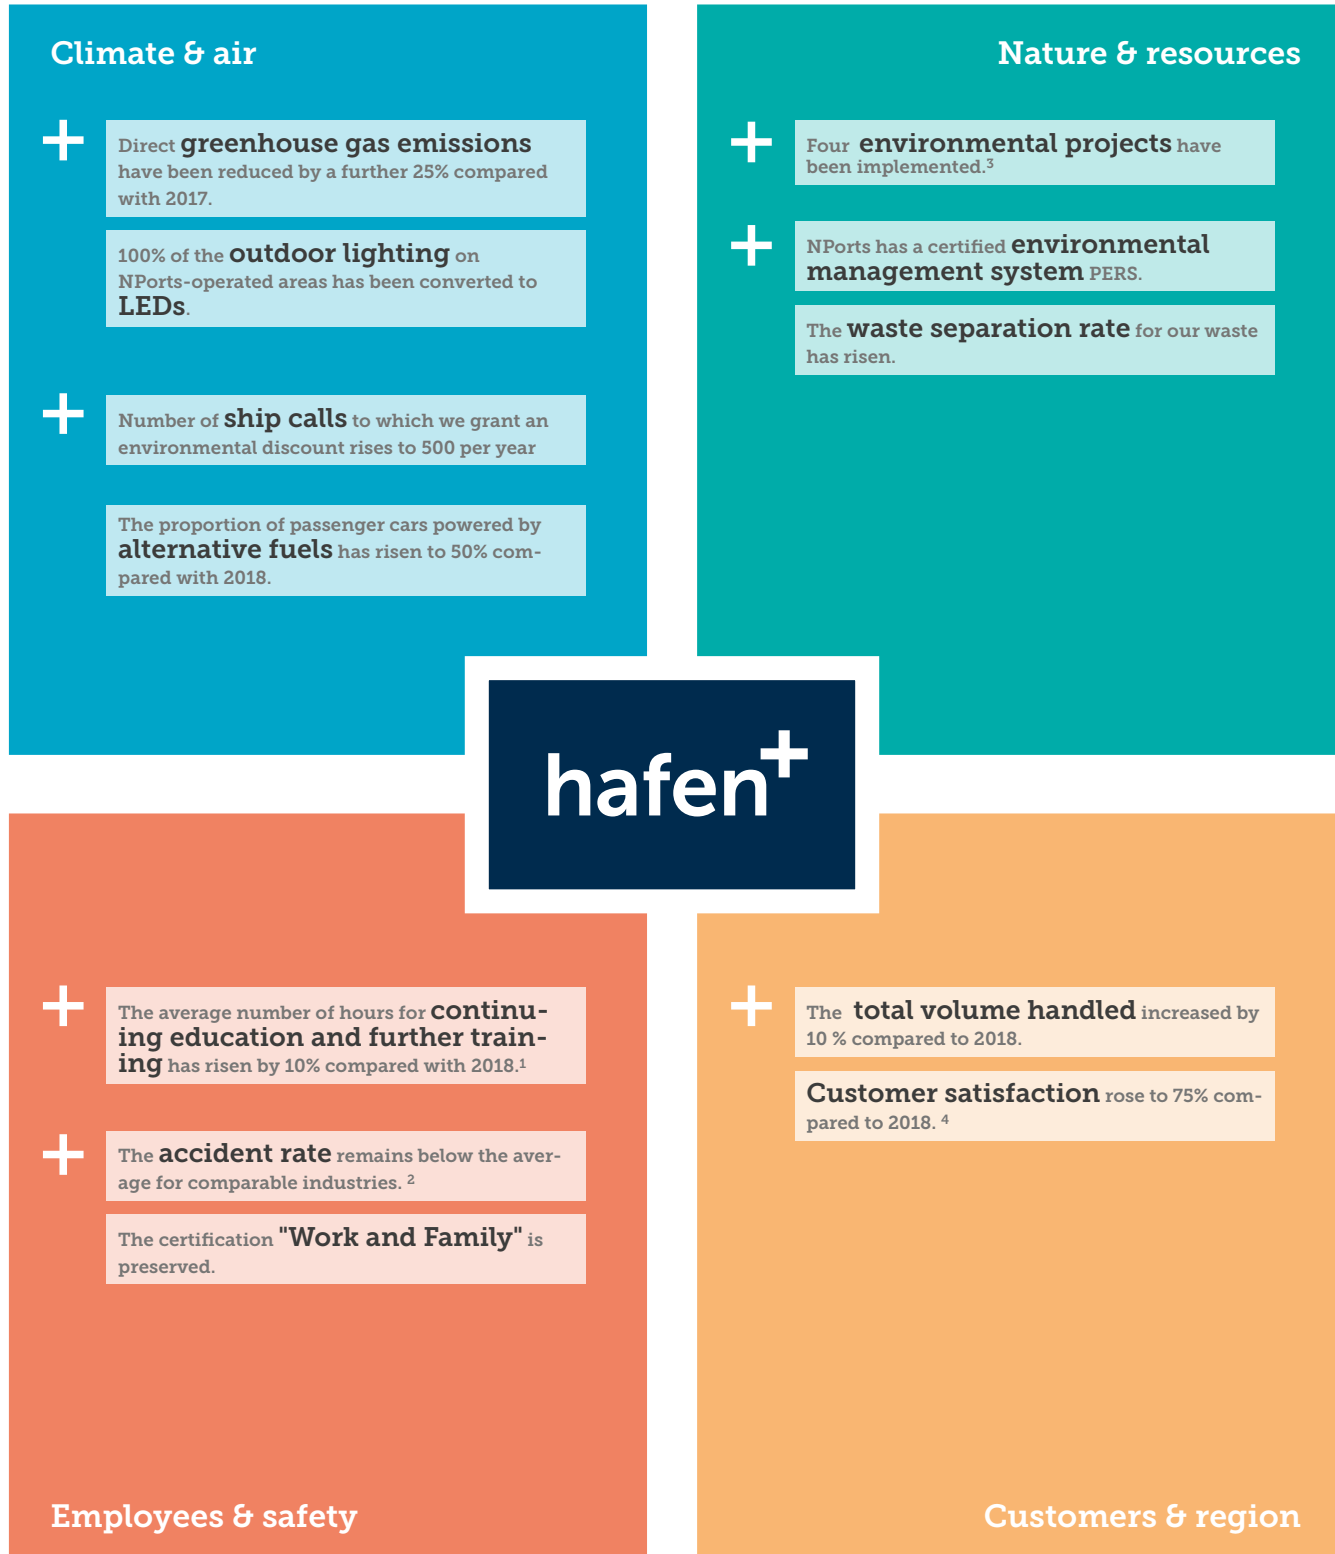 Climate & air
+
Direct greenhouse gas emissions
have been reduced by a further 25% compared
with 2017.
100% of the outdoor lighting on
NPorts-operated areas has been converted to
LEDs.
+
Number of ship calls to which we grant an
environmental discount rises to 500 per year
The proportion of passenger cars powered by
alternative fuels has risen to 50% com-
pared with 2018.
Nature & resources
+
Four environmental projects have
been implemented.³
+
NPorts has a certified environmental
management system PERS.
The waste separation rate for our waste
has risen.
hafen+
+
The average number of hours for continu-
ing education and further train-
ing has risen by 10% compared with 2018.¹
+
The accident rate remains below the aver-
age for comparable industries. ²
The certification "Work and Family" is
preserved.
Employees & safety
+
The total volume handled increased by
10 % compared to 2018.
Customer satisfaction rose to 75% com-
pared to 2018. ⁴
Customers & region